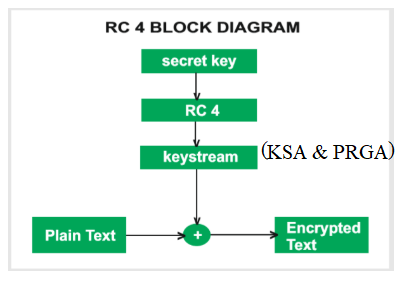 RC 4 BLOCK DIAGRAM
secret key
RC 4
keystream (KSA & PRGA)
Plain Text
+
Encrypted
Text